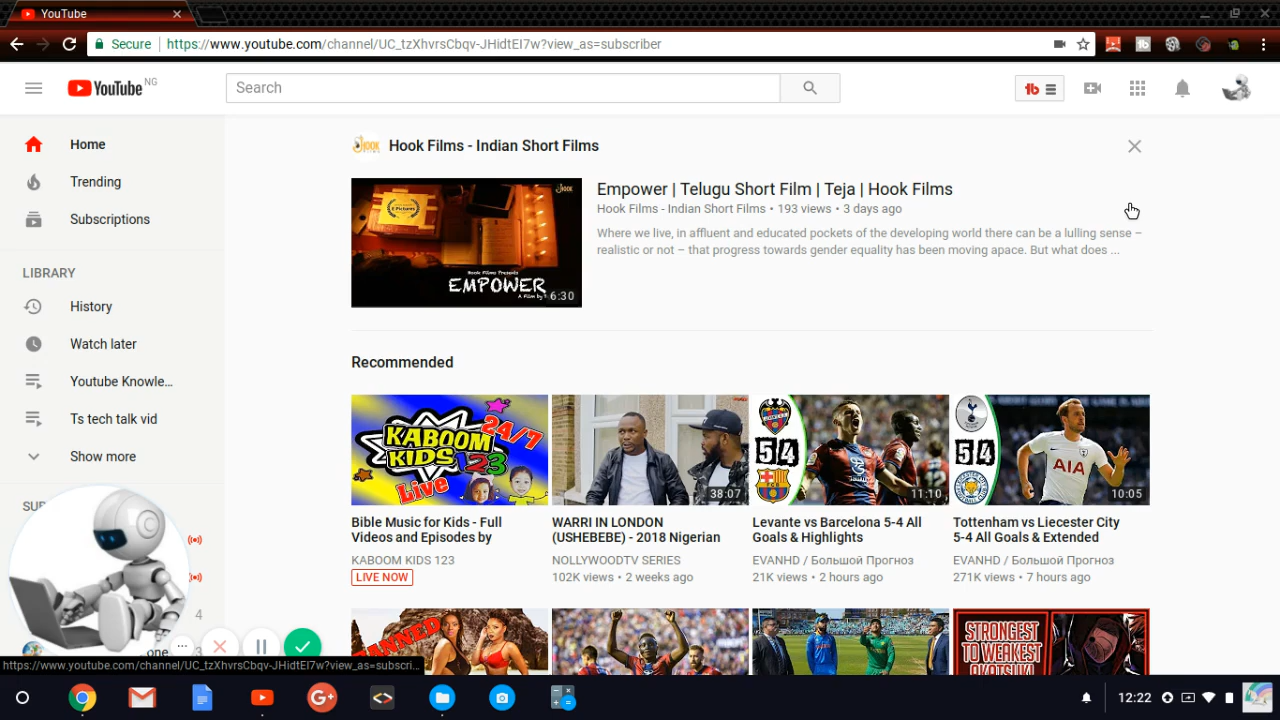 YouTube
Secure https://www.youtube.com/channel/UC_tzXhvrsCbqv-JHidtEI7w?view_as=subscriber
YouTube NG
Search
Home
Trending
Subscriptions
LIBRARY
History
Watch later
Youtube Knowle...
Ts tech talk vid
Show more
Hook Films - Indian Short Films
HOOK
Hook Films Presents
EMPOWER
6:30
Empower | Telugu Short Film | Teja | Hook Films
Hook Films - Indian Short Films • 193 views • 3 days ago
Where we live, in affluent and educated pockets of the developing world there can be a lulling sense –
realistic or not – that progress towards gender equality has been moving apace. But what does ...
Recommended
KABOOM
KIDS 123
24/7
Live
Bible Music for Kids - Full
Videos and Episodes by
KABOOM KIDS 123
LIVE NOW
38:07
WARRI IN LONDON
(USHEBEBE) - 2018 Nigerian
NOLLYWOODTV SERIES
102K views • 2 weeks ago
54
11:10
Levante vs Barcelona 5-4 All
Goals & Highlights
EVANHD / Большой Прогноз
21K views • 2 hours ago
54
AIA
10:05
Tottenham vs Liecester City
5-4 All Goals & Extended
EVANHD / Большой Прогноз
271K views • 7 hours ago
BANNED
STRONGEST
TO WEAKEST
AKATSUKI
4
one
https://www.youtube.com/channel/UC_tzXhvrsCbqv-JHidtEI7w?view_as=subscri...
12:22